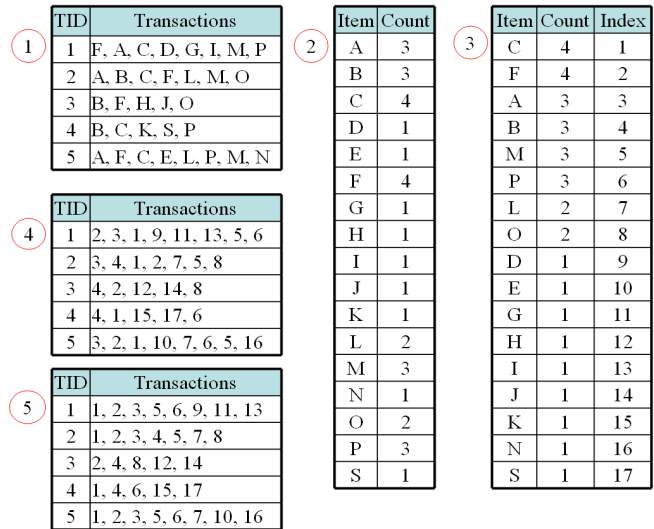 1
TID Transactions
1 F, A, C, D, G, I, M, P
2 A, B, C, F, L, M, O
3 B, F, H, J, O
4 B, C, K, S, P
5 A, F, C, E, L, P, M, N
4
TID Transactions
1 2, 3, 1, 9, 11, 13, 5, 6
2 3, 4, 1, 2, 7, 5, 8
3 4, 2, 12, 14, 8
4 4, 1, 15, 17, 6
5 3, 2, 1, 10, 7, 6, 5, 16
5
TID Transactions
1 1, 2, 3, 5, 6, 9, 11, 13
2 1, 2, 3, 4, 5, 7, 8
3 2, 4, 8, 12, 14
4 1, 4, 6, 15, 17
5 1, 2, 3, 5, 6, 7, 10, 16
2
Item Count
A 3
B 3
C 4
D 1
E 1
F 4
G 1
H 1
I 1
J 1
K 1
L 2
M 3
N 1
O 2
P 3
S 1
3
Item Count Index
C 4 1
F 4 2
A 3 3
B 3 4
M 3 5
P 3 6
L 2 7
O 2 8
D 1 9
E 1 10
G 1 11
H 1 12
I 1 13
J 1 14
K 1 15
N 1 16
S 1 17